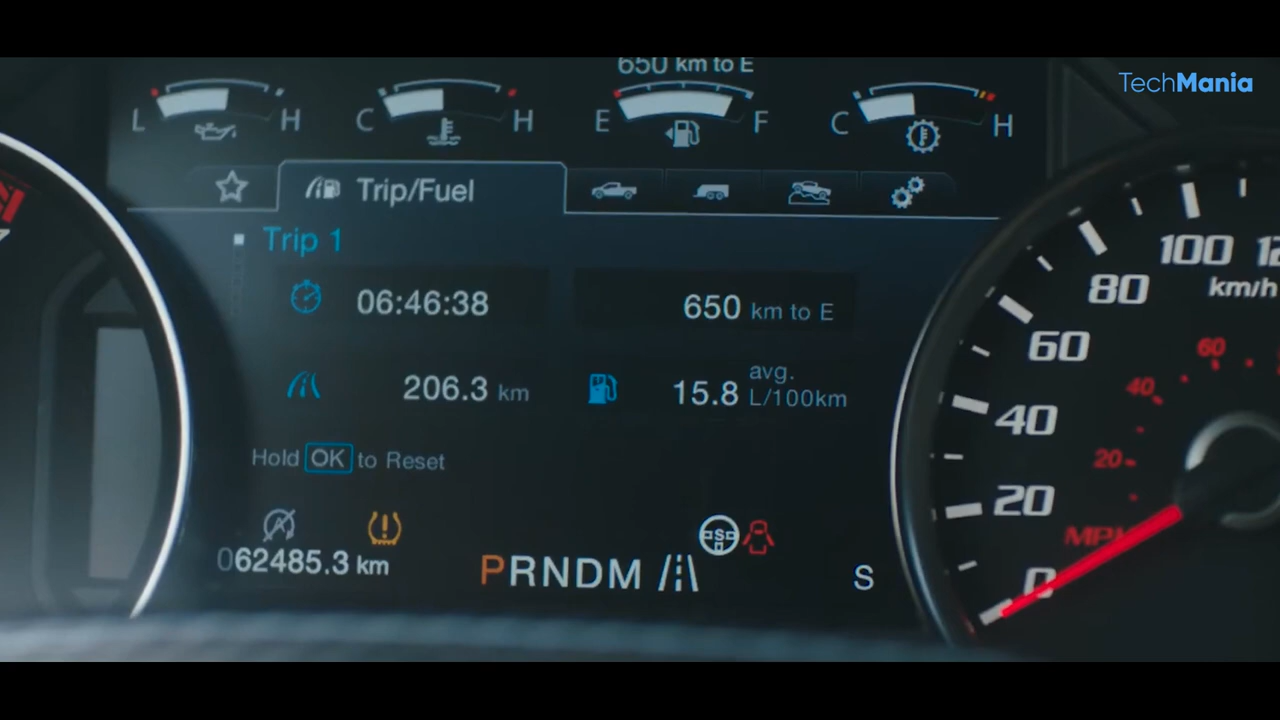 TechMania
650 km to E
L H C H E F C H
Trip/Fuel
Trip 1
06:46:38 650 km to E
206.3 km 15.8 avg. L/100km
Hold OK to Reset
062485.3 km
PRNDM S
100
80
60
40
20
0
km/h
60
40
20